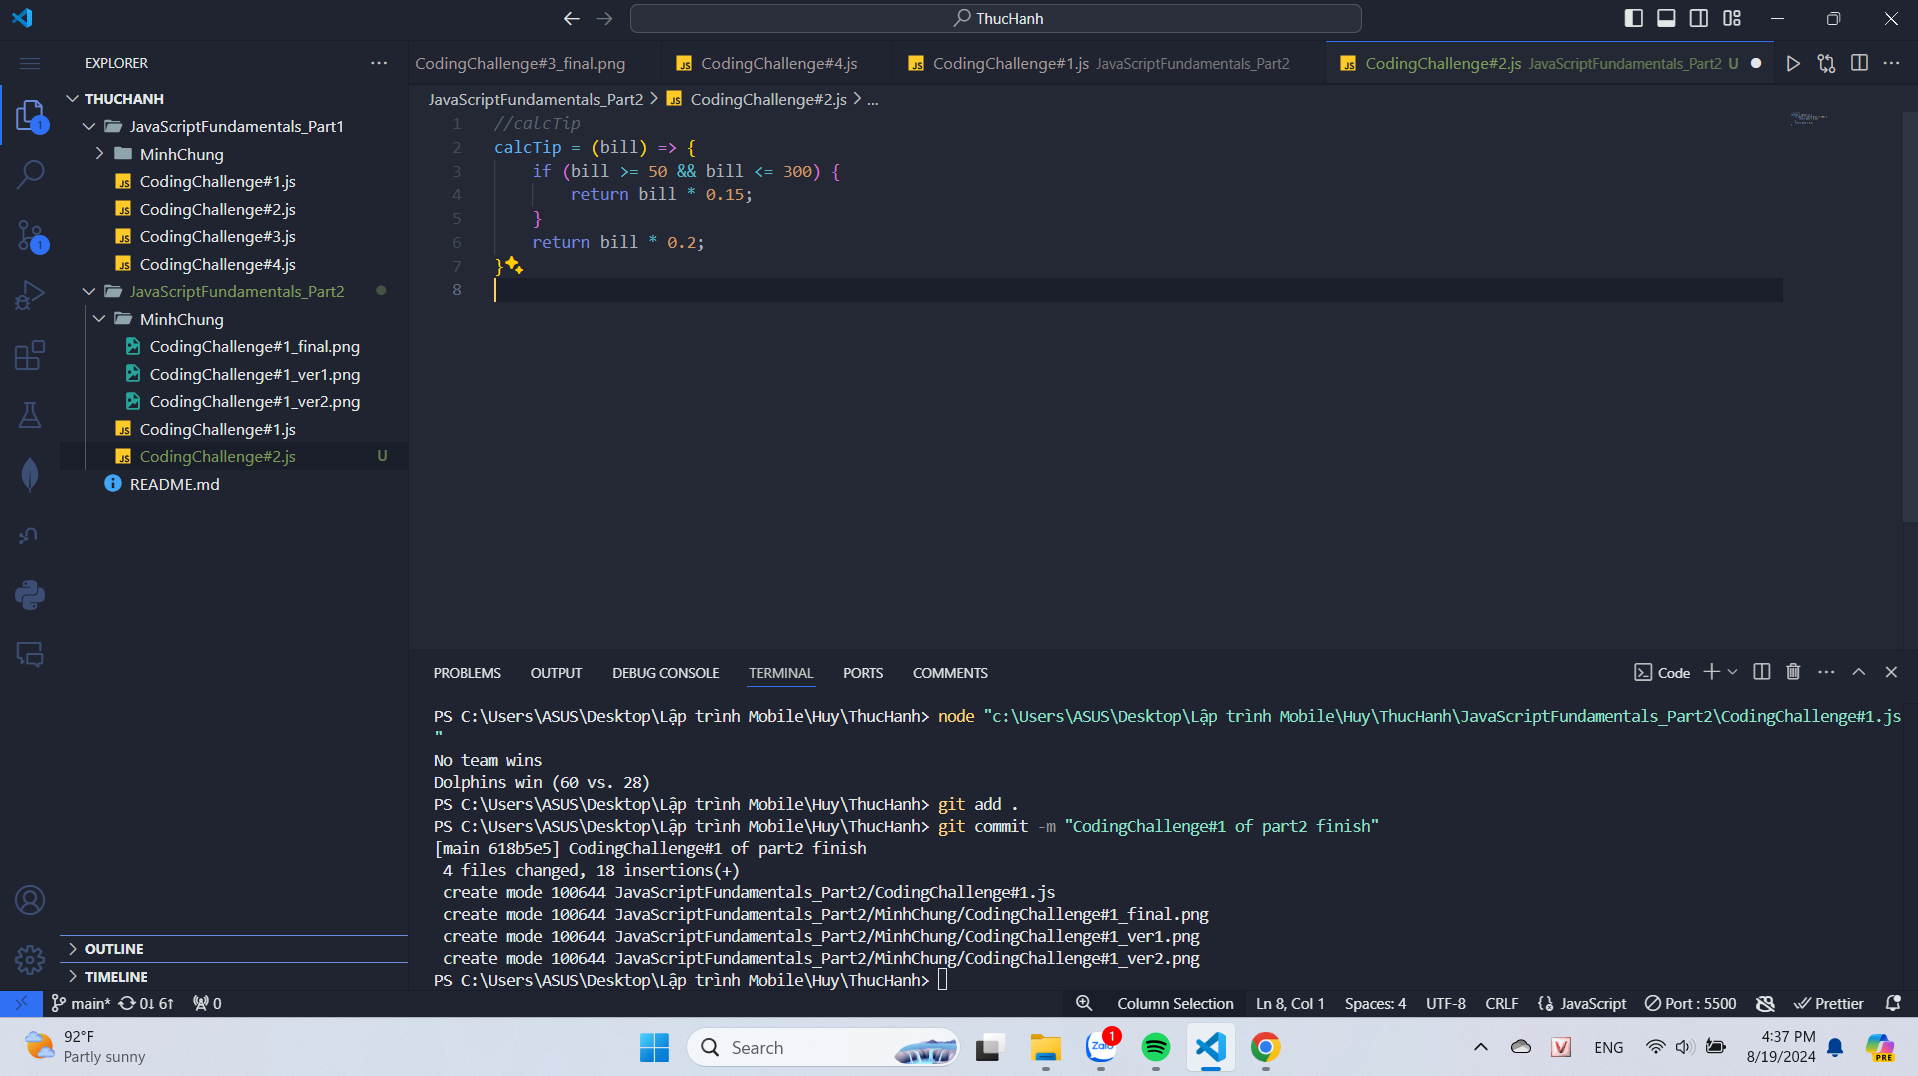 ThucHanh
EXPLORER
THUCHANH
JavaScriptFundamentals_Part1
MinhChung
CodingChallenge#1.js
CodingChallenge#2.js
CodingChallenge#3.js
CodingChallenge#4.js
JavaScriptFundamentals_Part2
MinhChung
CodingChallenge#1_final.png
CodingChallenge#1_ver1.png
CodingChallenge#1_ver2.png
CodingChallenge#1.js
CodingChallenge#2.js U
README.md
OUTLINE
TIMELINE
1
1
CodingChallenge#3_final.png
JS CodingChallenge#4.js
JS CodingChallenge#1.js JavaScriptFundamentals_Part2
JS CodingChallenge#2.js JavaScriptFundamentals_Part2 U
JavaScriptFundamentals_Part2 > JS CodingChallenge#2.js > ...
1 //calcTip
2 calcTip = (bill) => {
3 if (bill >= 50 && bill <= 300) {
4 return bill * 0.15;
5 }
6 return bill * 0.2;
7 }
8
PROBLEMS OUTPUT DEBUG CONSOLE TERMINAL PORTS COMMENTS
Code
PS C:\Users\ASUS\Desktop\Lập trình Mobile\Huy\ThucHanh> node "c:\Users\ASUS\Desktop\Lập trình Mobile\Huy\ThucHanh\JavaScriptFundamentals_Part2\CodingChallenge#1.js
"
No team wins
Dolphins win (60 vs. 28)
PS C:\Users\ASUS\Desktop\Lập trình Mobile\Huy\ThucHanh> git add .
PS C:\Users\ASUS\Desktop\Lập trình Mobile\Huy\ThucHanh> git commit -m "CodingChallenge#1 of part2 finish"
[main 618b5e5] CodingChallenge#1 of part2 finish
4 files changed, 18 insertions(+)
create mode 100644 JavaScriptFundamentals_Part2/CodingChallenge#1.js
create mode 100644 JavaScriptFundamentals_Part2/MinhChung/CodingChallenge#1_final.png
create mode 100644 JavaScriptFundamentals_Part2/MinhChung/CodingChallenge#1_ver1.png
create mode 100644 JavaScriptFundamentals_Part2/MinhChung/CodingChallenge#1_ver2.png
PS C:\Users\ASUS\Desktop\Lập trình Mobile\Huy\ThucHanh>
main* 0↓ 6↑ 0
Column Selection Ln 8, Col 1 Spaces: 4 UTF-8 CRLF JavaScript Port : 5500 Prettier
92°F
Partly sunny
Search
Zalo 1
ENG
4:37 PM
8/19/2024
PRE